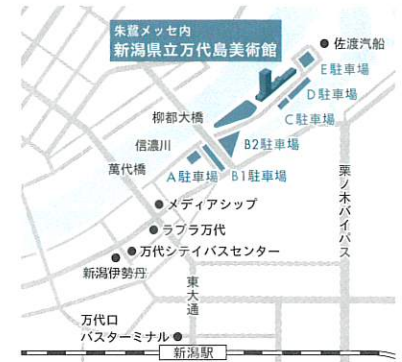 朱鷺メッセ内
新潟県立万代島美術館
佐渡汽船
E駐車場
D駐車場
C駐車場
柳都大橋
信濃川
B2駐車場
萬代橋
A駐車場
B1駐車場
メディアシップ
栗ノ木バイパス
ラブラ万代
万代シテイバスセンター
新潟伊勢丹
東大通
万代口
バスターミナル
新潟駅